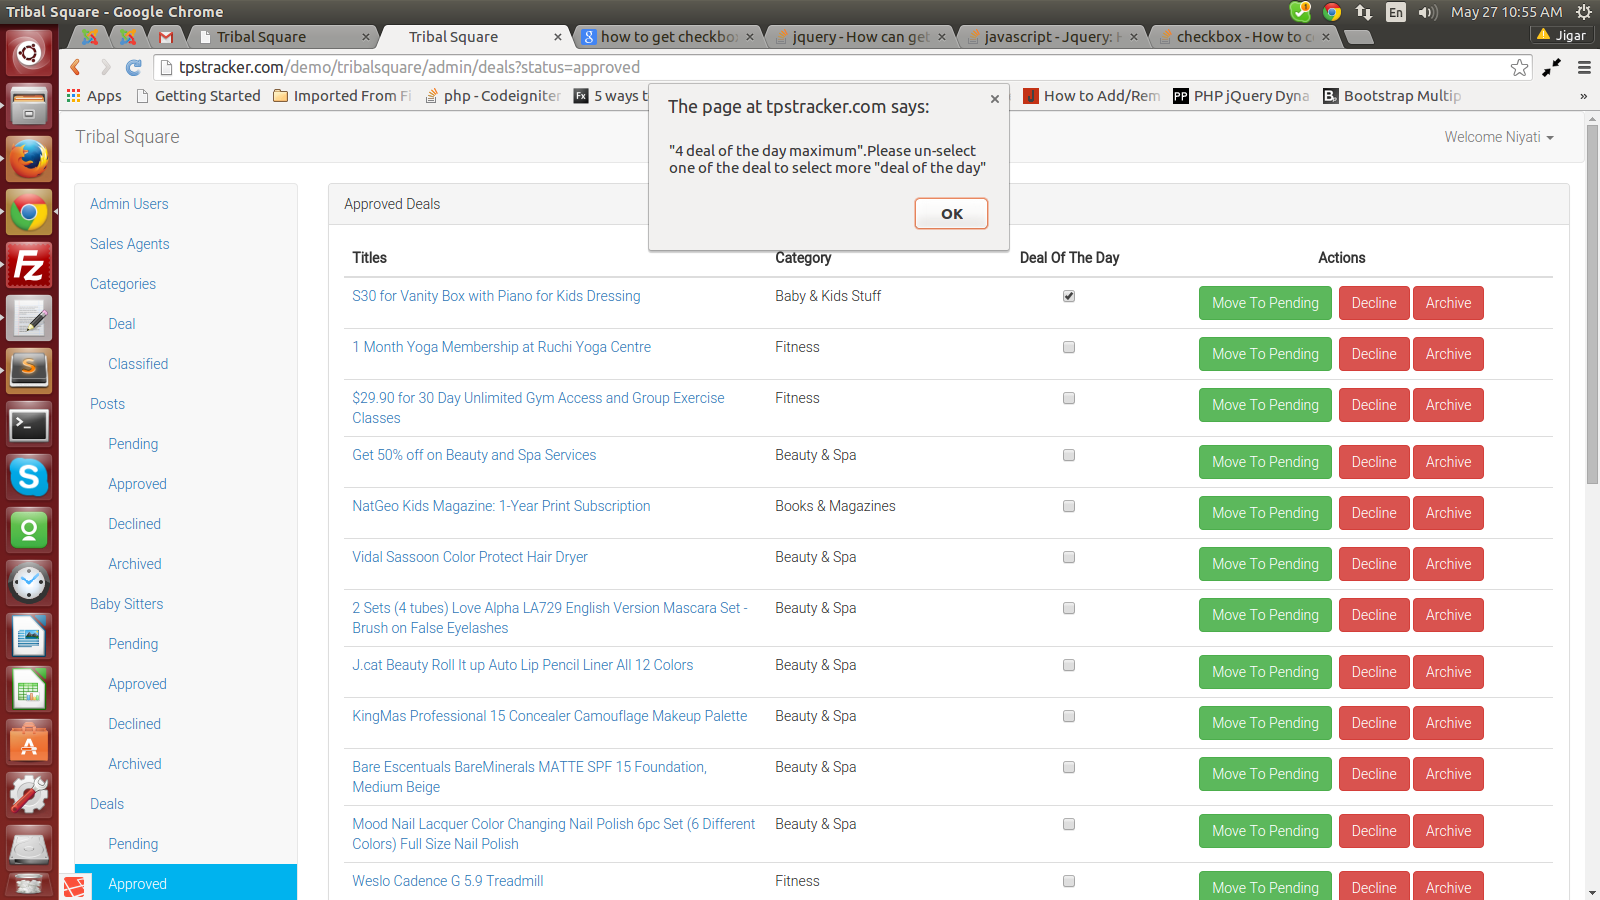 Tribal Square - Google Chrome
En
May 27 10:55 AM
Tribal Square
Tribal Square
how to get checkbox
jquery - How can get
javascript - Jquery: H
checkbox - How to c
Jigar
tpstracker.com/demo/tribalsquare/admin/deals?status=approved
Apps
Getting Started
Imported From Fi
php - Codeigniter
5 ways t
How to Add/Rem
PHP jQuery Dyna
Bootstrap Multip
»
The page at tpstracker.com says:
"4 deal of the day maximum".Please un-select
one of the deal to select more "deal of the day"
OK
Tribal Square
Welcome Niyati
Admin Users
Sales Agents
Categories
Deal
Classified
Posts
Pending
Approved
Declined
Archived
Baby Sitters
Pending
Approved
Declined
Archived
Deals
Pending
Approved
Approved Deals
Titles Category Deal Of The Day Actions
S30 for Vanity Box with Piano for Kids Dressing Baby & Kids Stuff Move To Pending Decline Archive
1 Month Yoga Membership at Ruchi Yoga Centre Fitness Move To Pending Decline Archive
$29.90 for 30 Day Unlimited Gym Access and Group Exercise
Classes Fitness Move To Pending Decline Archive
Get 50% off on Beauty and Spa Services Beauty & Spa Move To Pending Decline Archive
NatGeo Kids Magazine: 1-Year Print Subscription Books & Magazines Move To Pending Decline Archive
Vidal Sassoon Color Protect Hair Dryer Beauty & Spa Move To Pending Decline Archive
2 Sets (4 tubes) Love Alpha LA729 English Version Mascara Set -
Brush on False Eyelashes Beauty & Spa Move To Pending Decline Archive
J.cat Beauty Roll It up Auto Lip Pencil Liner All 12 Colors Beauty & Spa Move To Pending Decline Archive
KingMas Professional 15 Concealer Camouflage Makeup Palette Beauty & Spa Move To Pending Decline Archive
Bare Escentuals BareMinerals MATTE SPF 15 Foundation,
Medium Beige Beauty & Spa Move To Pending Decline Archive
Mood Nail Lacquer Color Changing Nail Polish 6pc Set (6 Different
Colors) Full Size Nail Polish Beauty & Spa Move To Pending Decline Archive
Weslo Cadence G 5.9 Treadmill Fitness Move To Pending Decline Archive